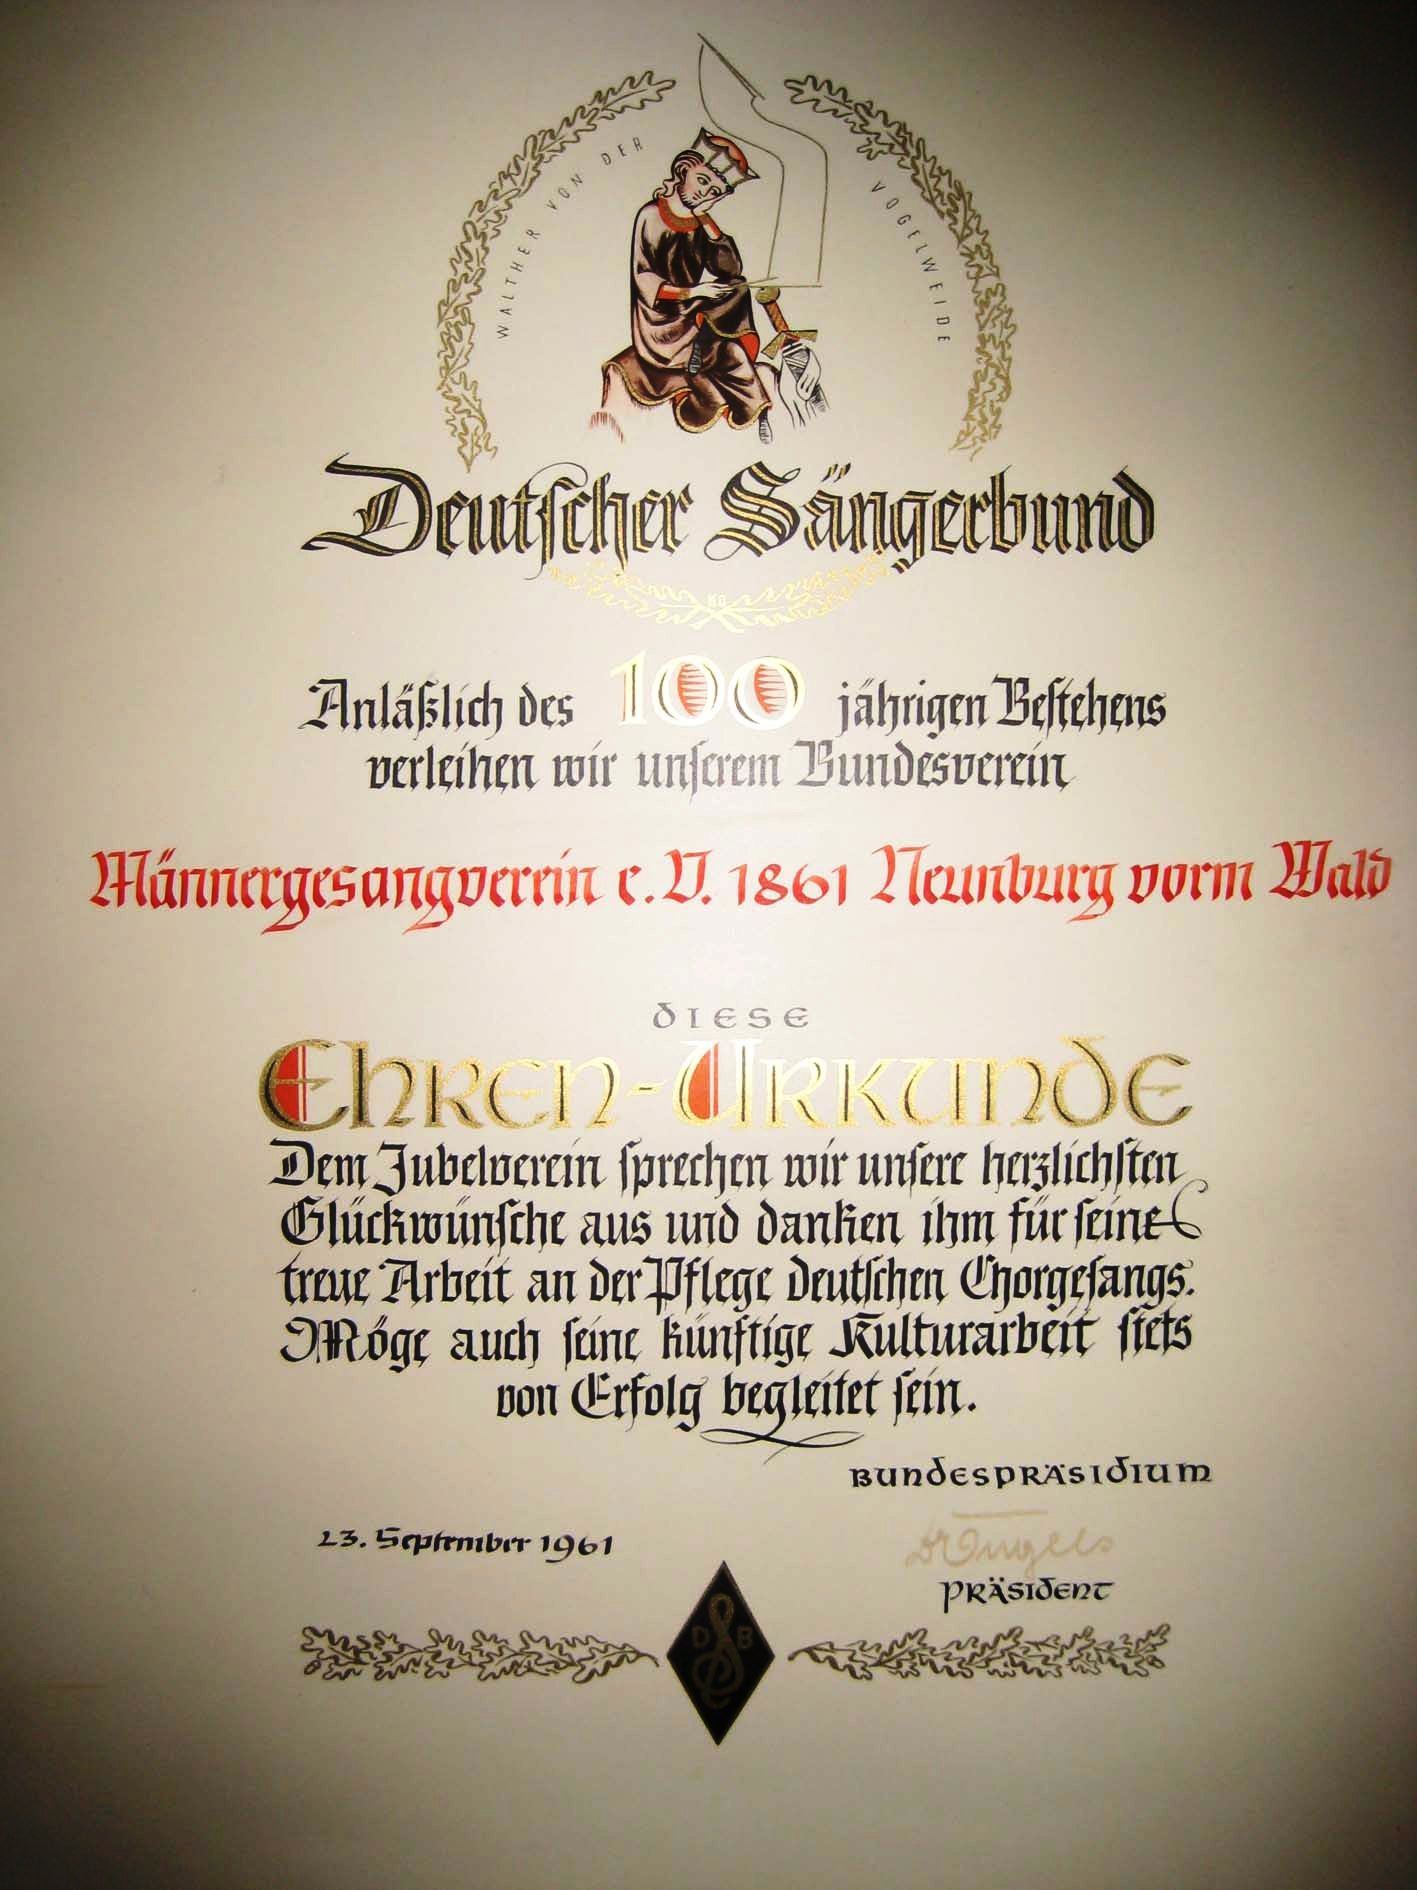 WALTHER VON DER VOGELWEIDE
Deutscher Sängerbund
Anläßlich des 100 jährigen Bestehens
verleihen wir unserem Bundesverein
Männergesangverein e. V. 1861 Neunburg vorm Wald
DIESE
EHREN-URKUNDE
Dem Jubelverein sprechen wir unsere herzlichsten
Glückwünsche aus und danken ihm für seine
treue Arbeit an der Pflege deutschen Chorgesangs.
Möge auch seine künftige Kulturarbeit stets
von Erfolg begleitet sein.
BUNDESPRÄSIDIUM
23. September 1961
Dr Engels
PRÄSIDENT
D S B